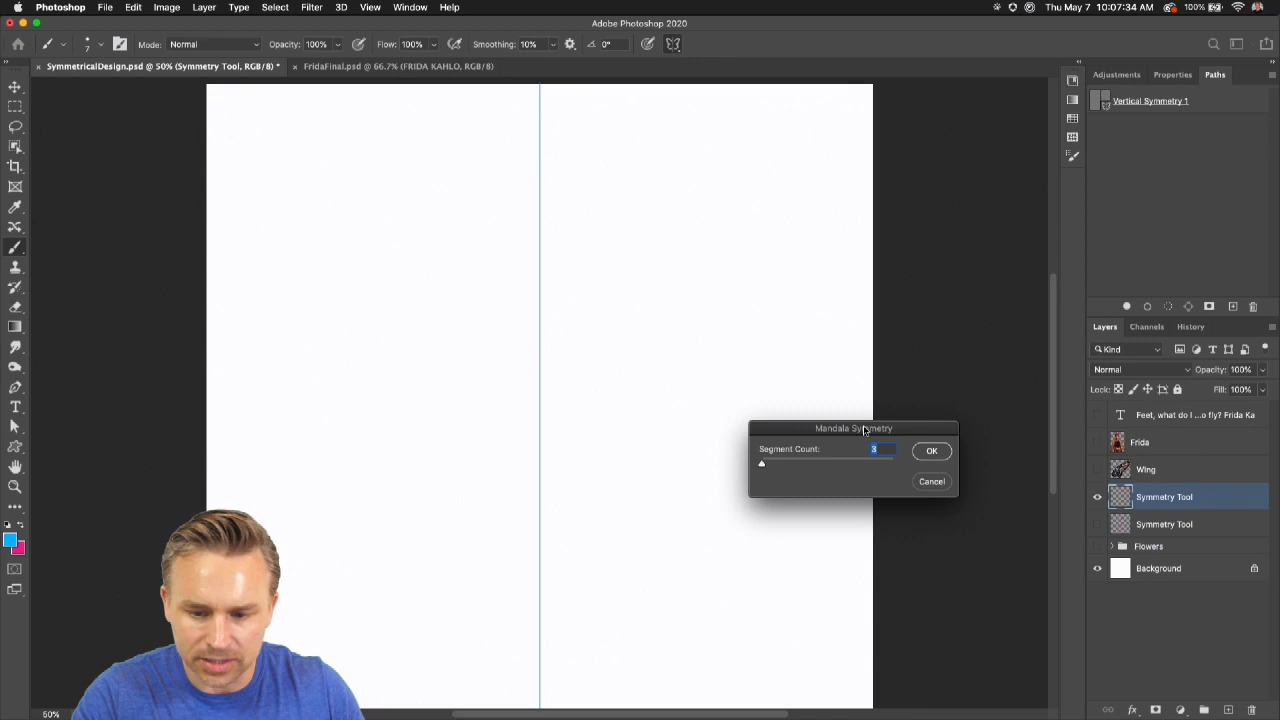 Photoshop File Edit Image Layer Type Select Filter 3D View Window Help 100% Thu May 7 10:07:34 AM
Adobe Photoshop 2020
7 Mode: Normal Opacity: 100% Flow: 100% Smoothing: 10% 0°
× SymmetricalDesign.psd @ 50% (Symmetry Tool, RGB/8) * × FridaFinal.psd @ 66.7% (FRIDA KAHLO, RGB/8)
Adjustments Properties Paths
Vertical Symmetry 1
Layers Channels History
Kind
Normal Opacity: 100%
Lock: Fill: 100%
T Feet, what do I ...o fly? Frida Ka
Frida
Wing
Symmetry Tool
Symmetry Tool
Flowers
Background
Mandala Symmetry
Segment Count: 3 OK
Cancel
50%